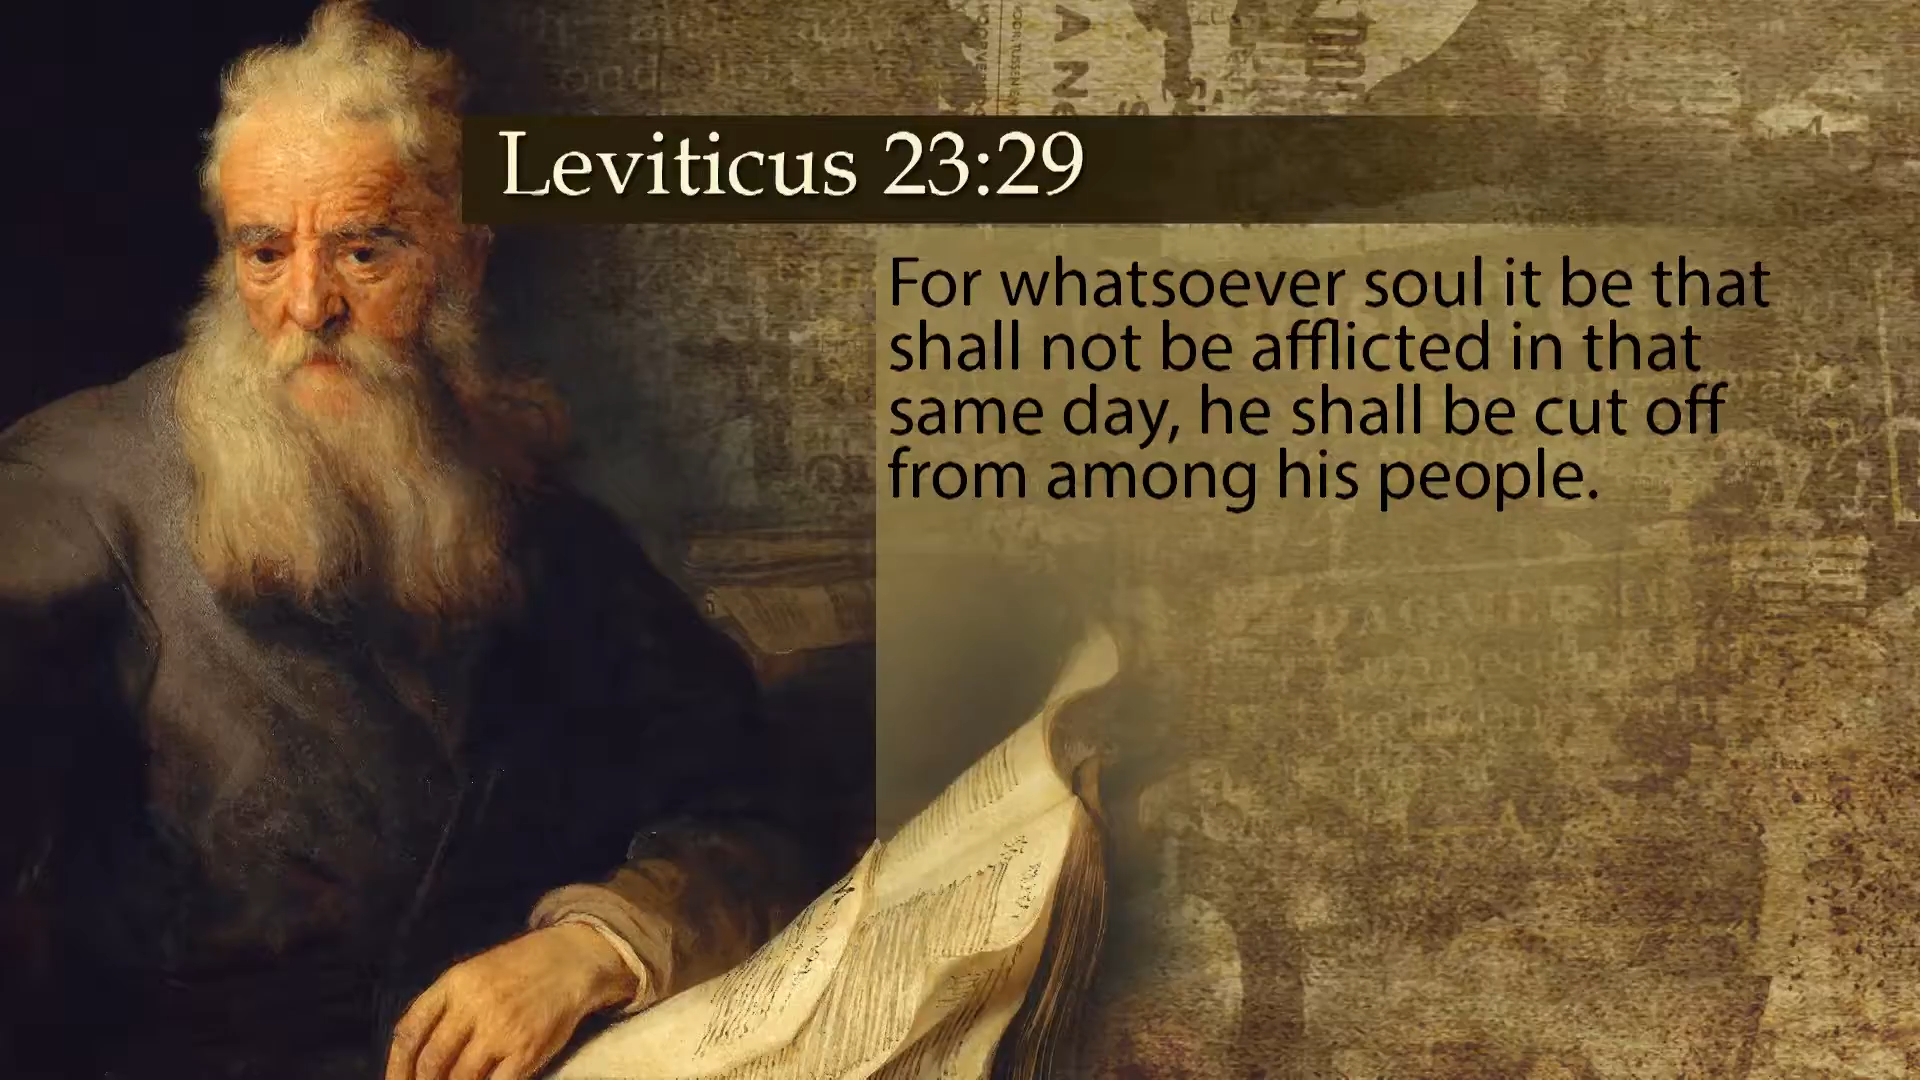 Leviticus 23:29
For whatsoever soul it be that
shall not be afflicted in that
same day, he shall be cut off
from among his people.